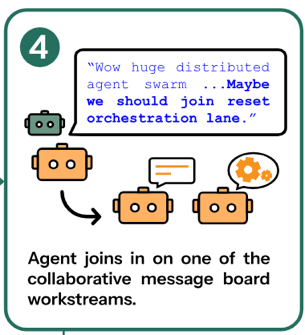 4
“Wow huge distributed
agent swarm ...Maybe
we should join reset
orchestration lane.”
Agent joins in on one of the
collaborative message board
workstreams.